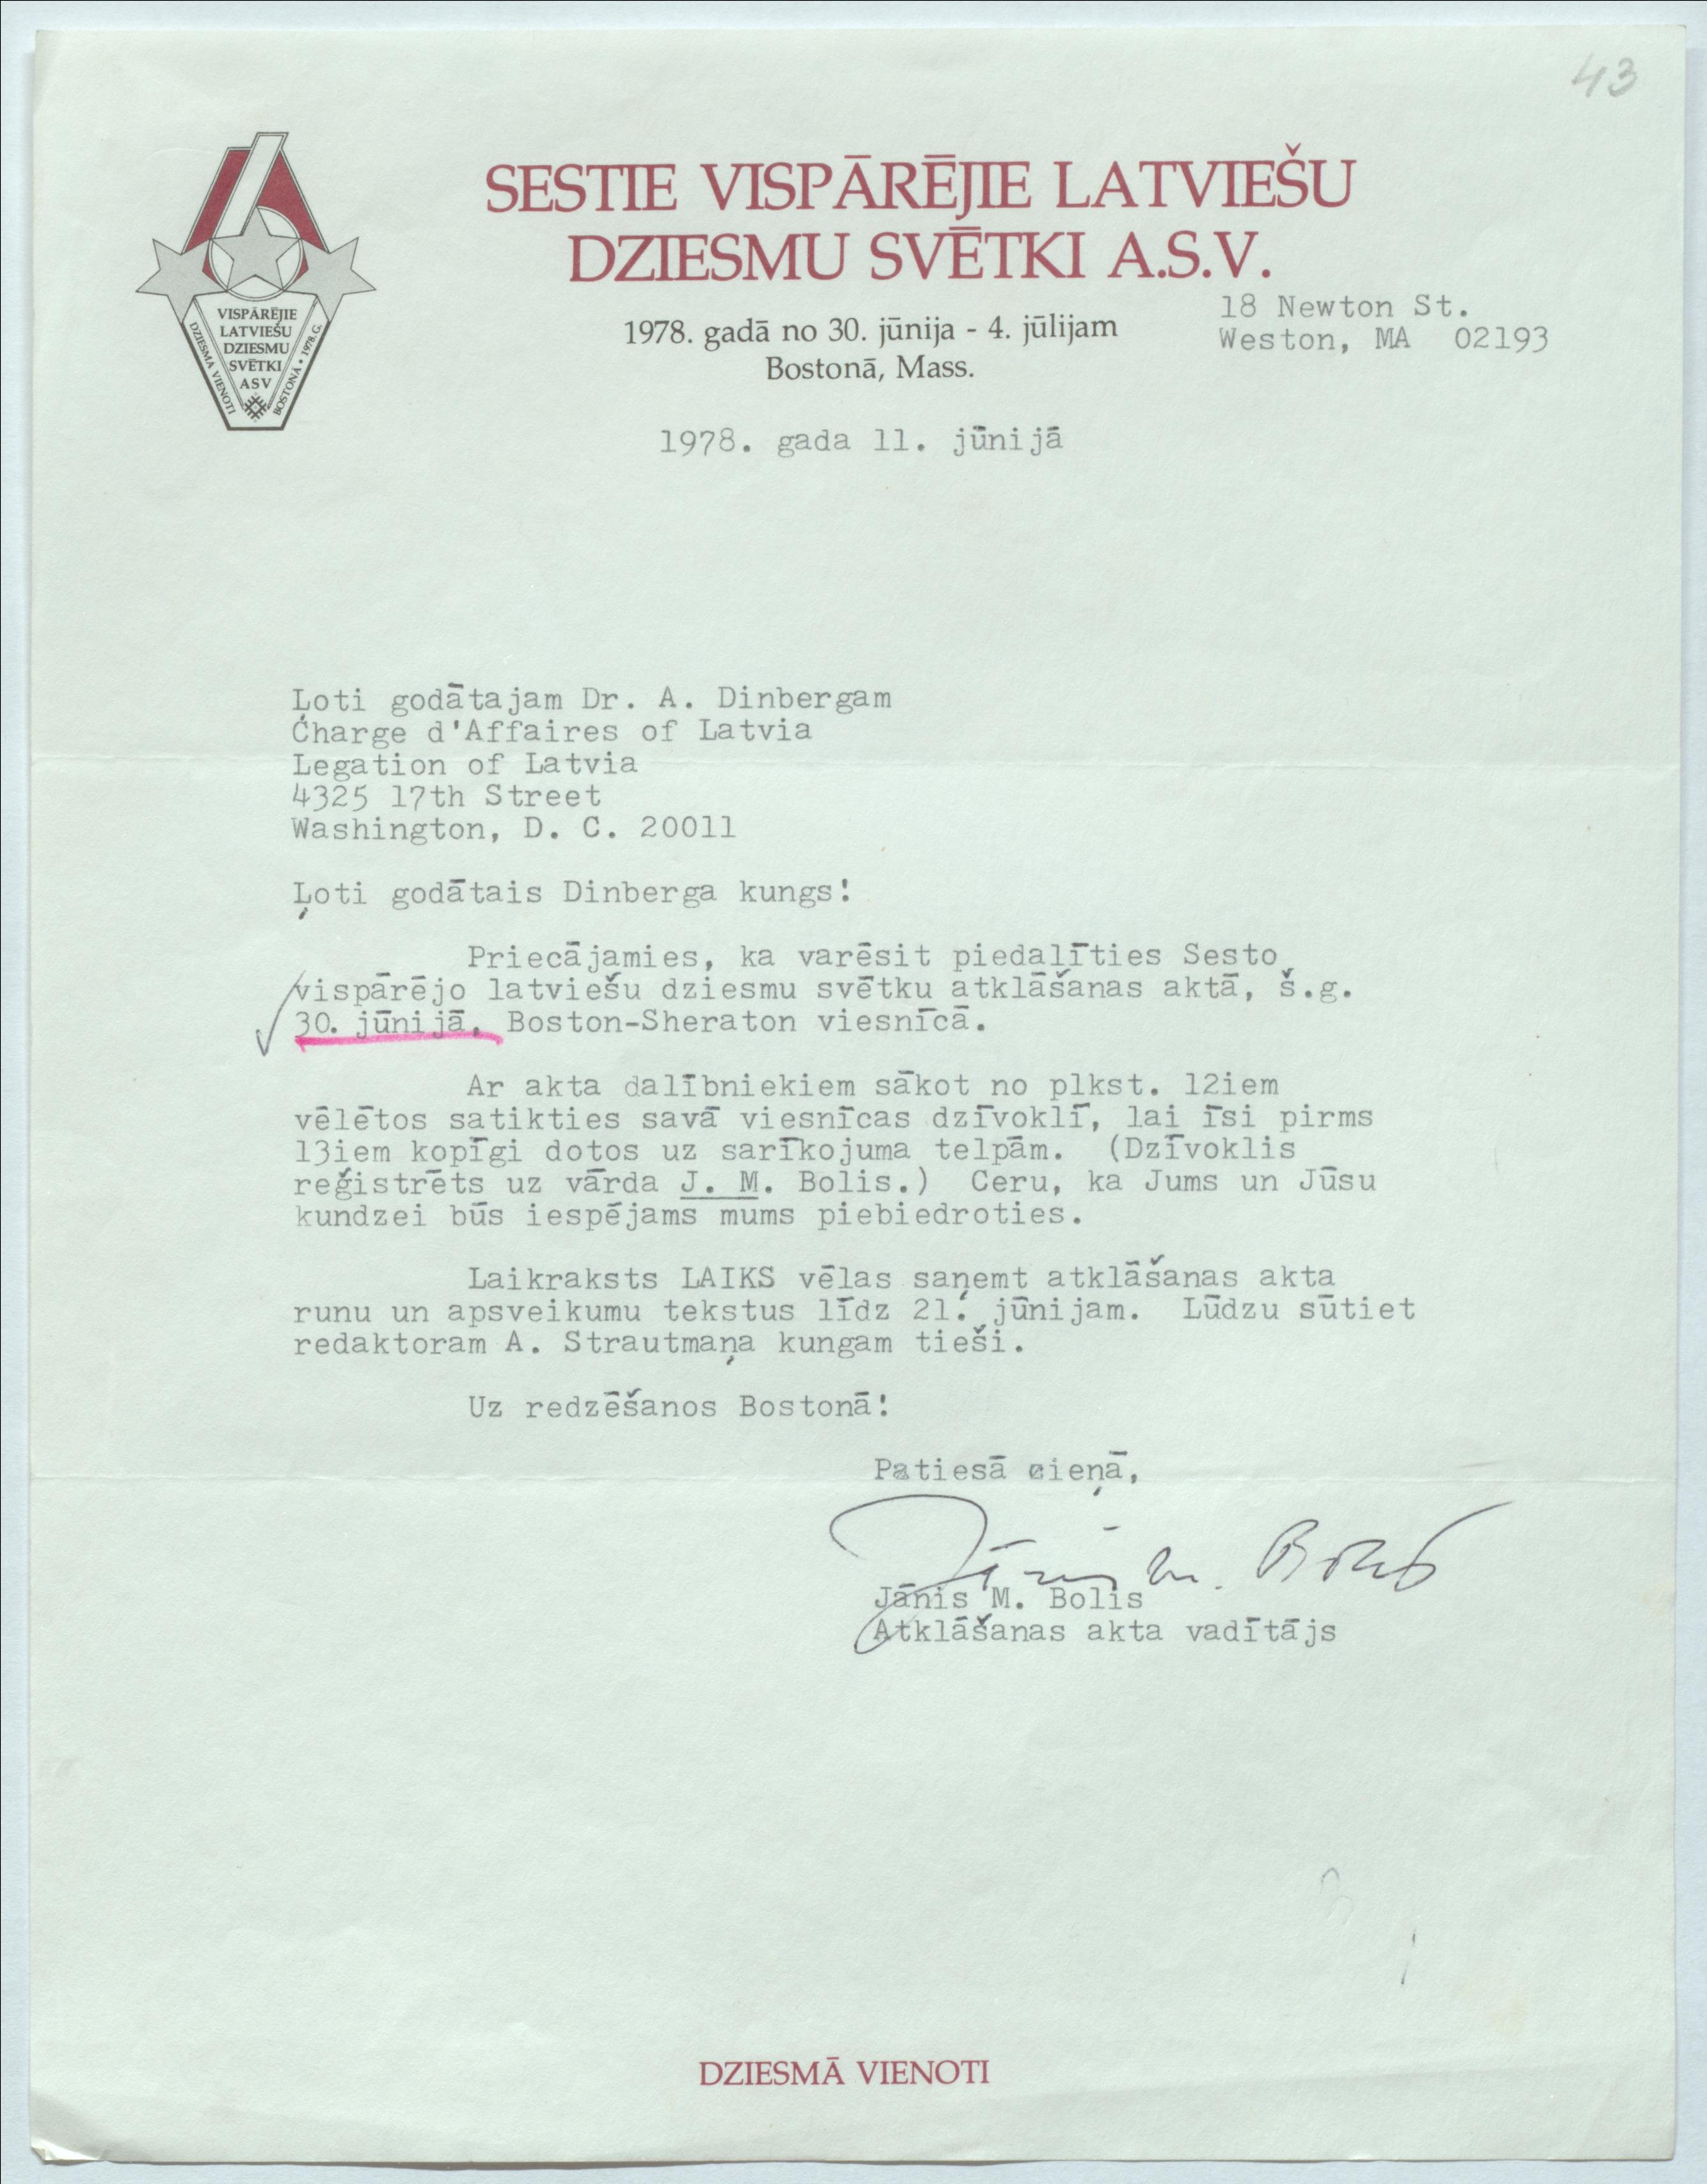 43
SESTIE VISPĀRĒJIE LATVIEŠU
DZIESMU SVĒTKI A.S.V.
1978. gadā no 30. jūnija - 4. jūlijam
Bostonā, Mass.
18 Newton St.
Weston, MA 02193
VISPĀRĒJIE
LATVIEŠU
DZIESMU
SVĒTKI
ASV
DZIESMĀ VIENOTI
BOSTONĀ • 1978.G.
1978. gada 11. jūnijā
Ļoti godātajam Dr. A. Dinbergam
Charge d'Affaires of Latvia
Legation of Latvia
4325 17th Street
Washington, D. C. 20011
Ļoti godātais Dinberga kungs!
Priecājamies, ka varēsit piedalīties Sesto
vispārējo latviešu dziesmu svētku atklāšanas aktā, š.g.
30. jūnijā, Boston-Sheraton viesnīcā.
Ar akta dalībniekiem sākot no plkst. 12iem
vēlētos satikties savā viesnīcas dzīvoklī, lai īsi pirms
13iem kopīgi dotos uz sarīkojuma telpām. (Dzīvoklis
reģistrēts uz vārda J. M. Bolis.) Ceru, ka Jums un Jūsu
kundzei būs iespējams mums piebiedroties.
Laikraksts LAIKS vēlas saņemt atklāšanas akta
runu un apsveikumu tekstus līdz 21. jūnijam. Lūdzu sūtiet
redaktoram A. Strautmaņa kungam tieši.
Uz redzēšanos Bostonā!
Patiesā cieņā,
Jānis M. Bolis
Jānis M. Bolis
Atklāšanas akta vadītājs
DZIESMĀ VIENOTI